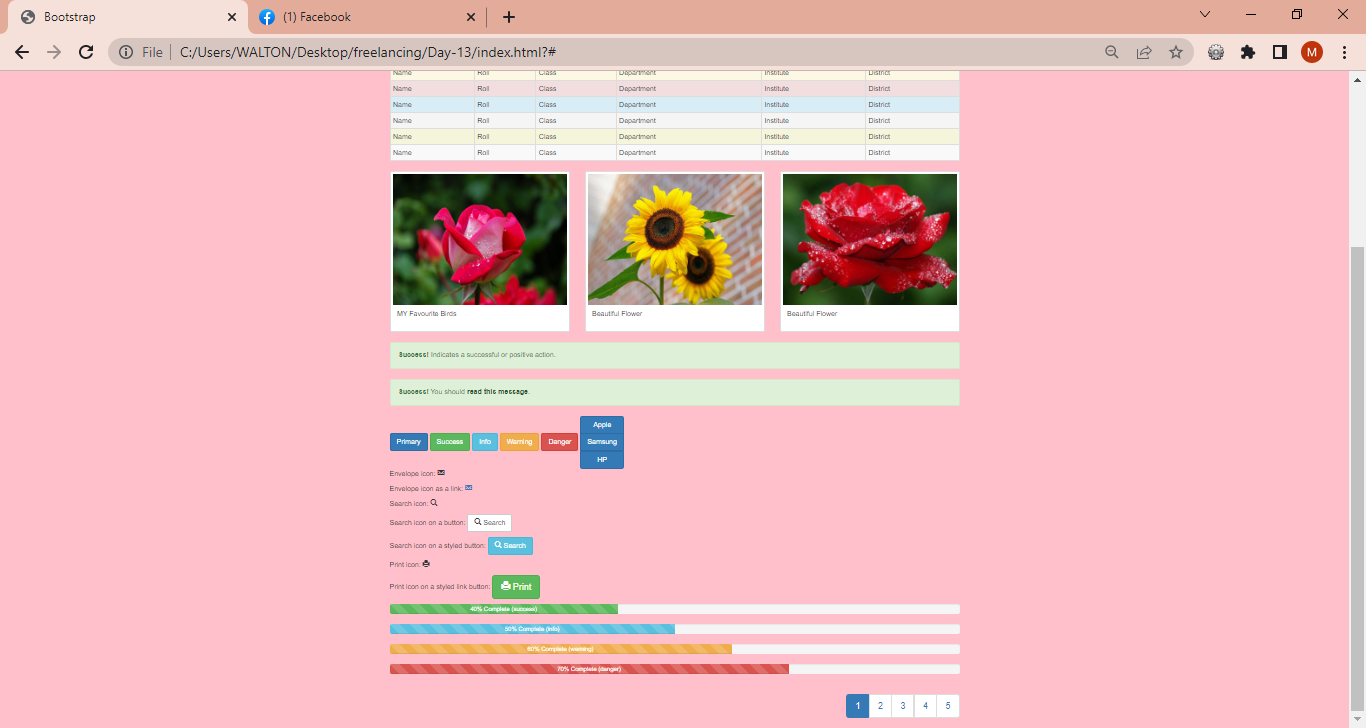 Bootstrap
(1) Facebook
File C:/Users/WALTON/Desktop/freelancing/Day-13/index.html?#
M
Name Roll Class Department Institute District
Name Roll Class Department Institute District
Name Roll Class Department Institute District
Name Roll Class Department Institute District
Name Roll Class Department Institute District
Name Roll Class Department Institute District
MY Favourite Birds
Beautiful Flower
Beautiful Flower
Success! Indicates a successful or positive action.
Success! You should read this message.
Apple
Primary Success Info Warning Danger Samsung
HP
Envelope icon:
Envelope icon as a link:
Search icon:
Search icon on a button: Search
Search icon on a styled button: Search
Print icon:
Print icon on a styled link button: Print
40% Complete (success)
50% Complete (info)
60% Complete (warning)
70% Complete (danger)
1 2 3 4 5